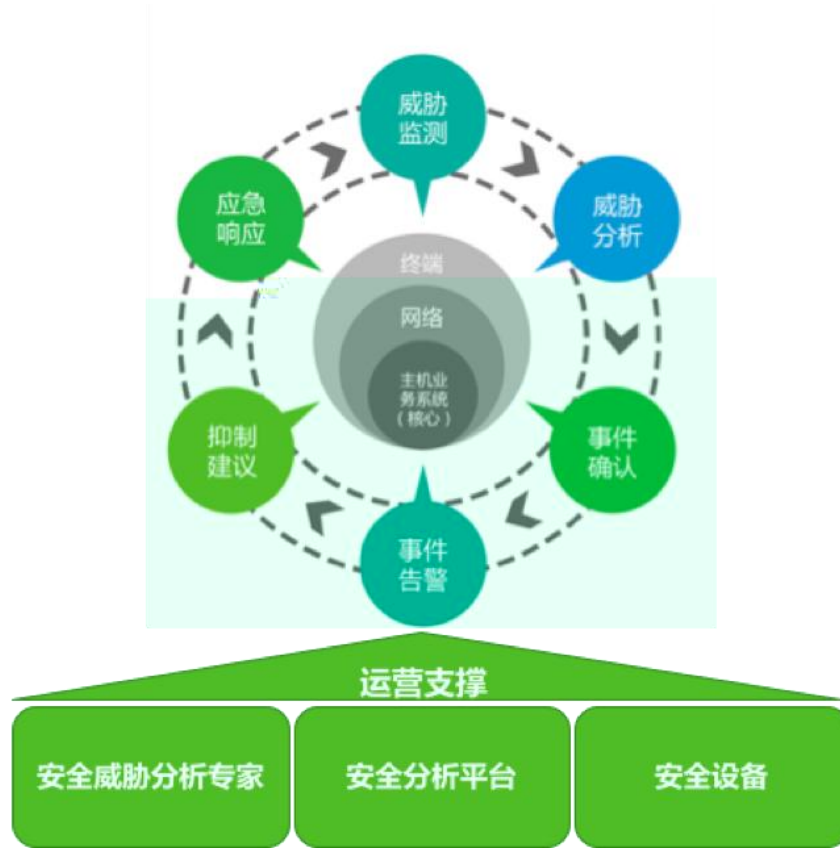 威胁
监测
威胁
分析
事件
确认
事件
告警
抑制
建议
应急
响应
终端
网络
主机业
务系统
（核心）
运营支撑
安全威胁分析专家
安全分析平台
安全设备